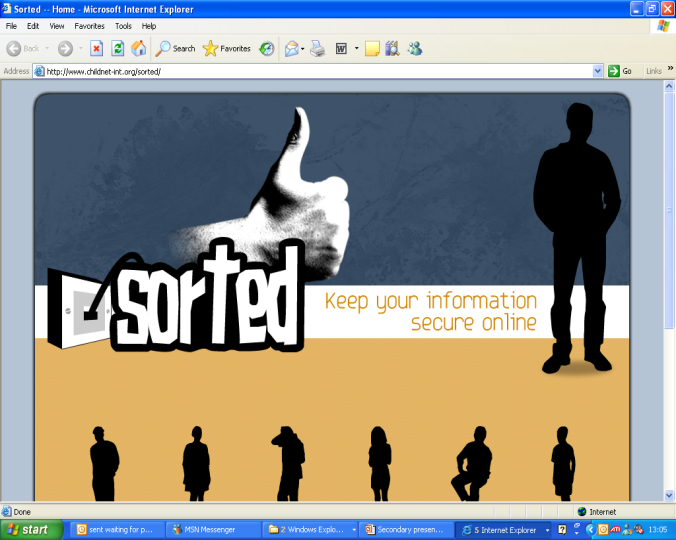 Sorted -- Home - Microsoft Internet Explorer
File Edit View Favorites Tools Help
Back Search Favorites W
Address http://www.childnet-int.org/sorted/ Go Links »
sorted
Keep your information
secure online
Done Internet
start sent waiting for p... MSN Messenger 2 Windows Explo... Secondary presen... 5 Internet Explorer ? ATI 13:05